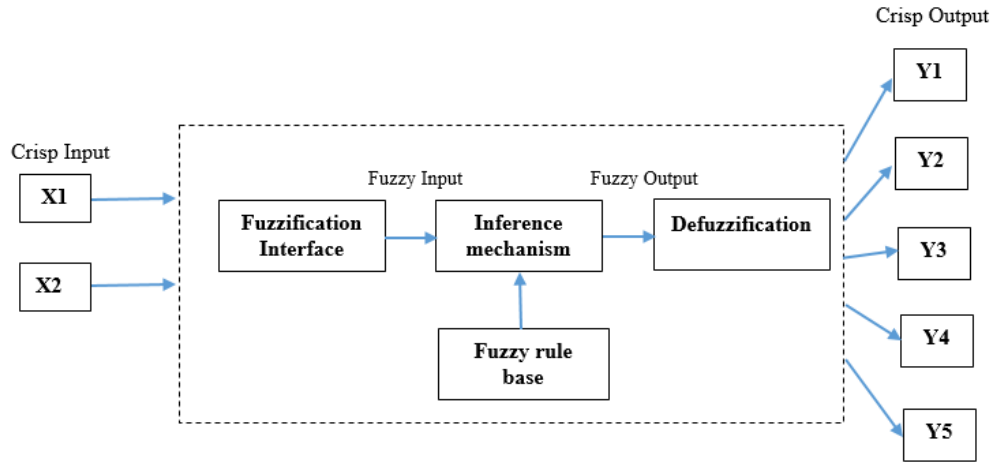 Crisp Output
Y1
Crisp Input
Y2
X1
Fuzzy Input
Fuzzy Output
Fuzzification
Interface
Inference
mechanism
Defuzzification
Y3
X2
Y4
Fuzzy rule
base
Y5